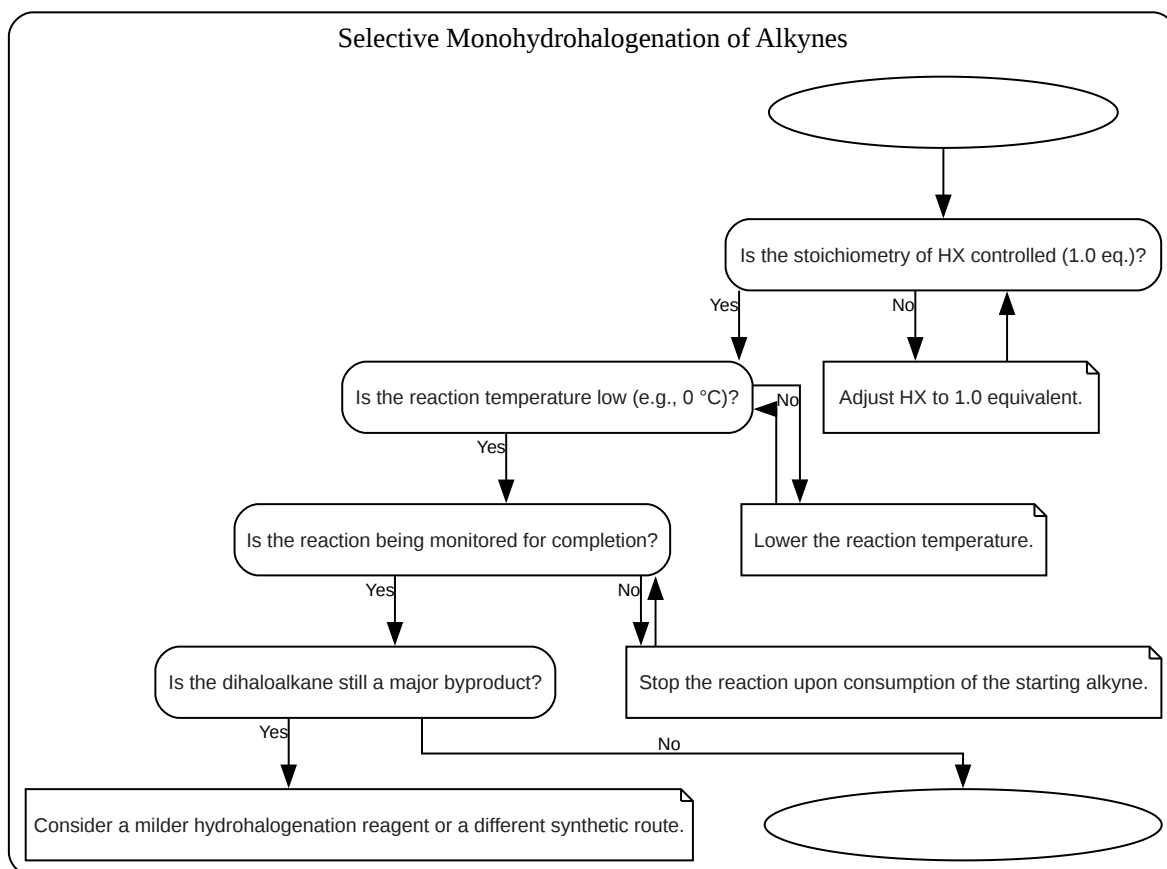 Selective Monohydrohalogenation of Alkynes
Is the stoichiometry of HX controlled (1.0 eq.)?
Yes
No
Is the reaction temperature low (e.g., 0 °C)?
No
Adjust HX to 1.0 equivalent.
Yes
Is the reaction being monitored for completion?
Lower the reaction temperature.
Yes
No
Is the dihaloalkane still a major byproduct?
Stop the reaction upon consumption of the starting alkyne.
Yes
No
Consider a milder hydrohalogenation reagent or a different synthetic route.